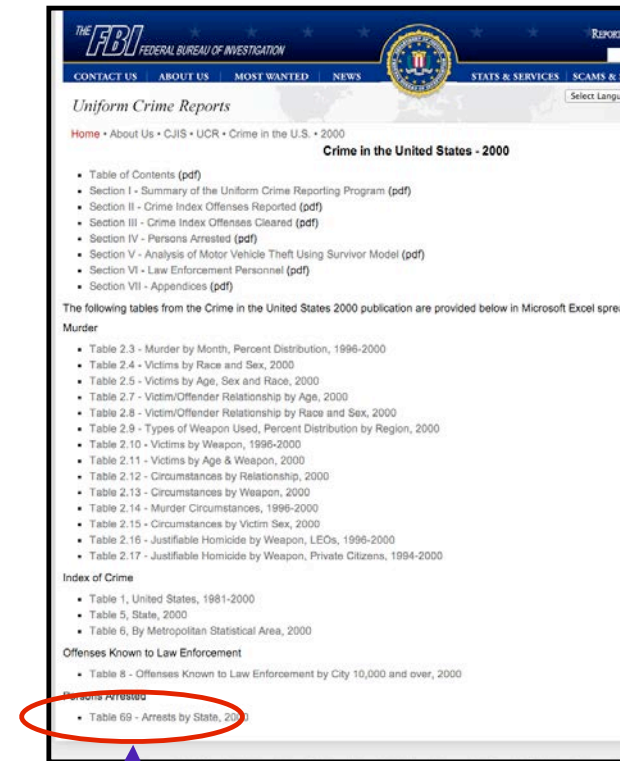 THE FBI FEDERAL BUREAU OF INVESTIGATION
CONTACT US ABOUT US MOST WANTED NEWS STATS & SERVICES SCAMS &
Uniform Crime Reports
Home • About Us • CJIS • UCR • Crime in the U.S. • 2000
Crime in the United States - 2000
• Table of Contents (pdf)
• Section I - Summary of the Uniform Crime Reporting Program (pdf)
• Section II - Crime Index Offenses Reported (pdf)
• Section III - Crime Index Offenses Cleared (pdf)
• Section IV - Persons Arrested (pdf)
• Section V - Analysis of Motor Vehicle Theft Using Survivor Model (pdf)
• Section VI - Law Enforcement Personnel (pdf)
• Section VII - Appendices (pdf)
The following tables from the Crime in the United States 2000 publication are provided below in Microsoft Excel
Murder
• Table 2.3 - Murder by Month, Percent Distribution, 1996-2000
• Table 2.4 - Victims by Race and Sex, 2000
• Table 2.5 - Victims by Age, Sex and Race, 2000
• Table 2.7 - Victim/Offender Relationship by Age, 2000
• Table 2.8 - Victim/Offender Relationship by Race and Sex, 2000
• Table 2.9 - Types of Weapon Used, Percent Distribution by Region, 2000
• Table 2.10 - Victims by Weapon, 1996-2000
• Table 2.11 - Victims by Age & Weapon, 2000
• Table 2.12 - Circumstances by Relationship, 2000
• Table 2.13 - Circumstances by Weapon, 2000
• Table 2.14 - Murder Circumstances, 1996-2000
• Table 2.15 - Circumstances by Victim Sex, 2000
• Table 2.16 - Justifiable Homicide by Weapon, LEOs, 1996-2000
• Table 2.17 - Justifiable Homicide by Weapon, Private Citizens, 1994-2000
Index of Crime
• Table 1, United States, 1981-2000
• Table 5, State, 2000
• Table 6, By Metropolitan Statistical Area, 2000
Offenses Known to Law Enforcement
• Table 8 - Offenses Known to Law Enforcement by City 10,000 and over, 2000
Persons Arrested
• Table 69 - Arrests by State, 2000